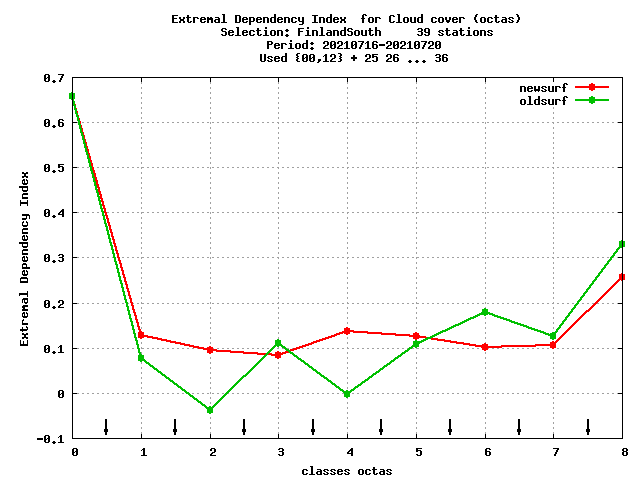 Extremal Dependency Index  for Cloud cover (octas)
Selection: FinlandSouth     39 stations
Period: 20210716-20210720
Used {00,12} + 25 26 ... 36
newsurf
oldsurf
0.7
0.6
0.5
0.4
0.3
0.2
0.1
0
-0.1
Extremal Dependency Index
0 1 2 3 4 5 6 7 8
classes octas